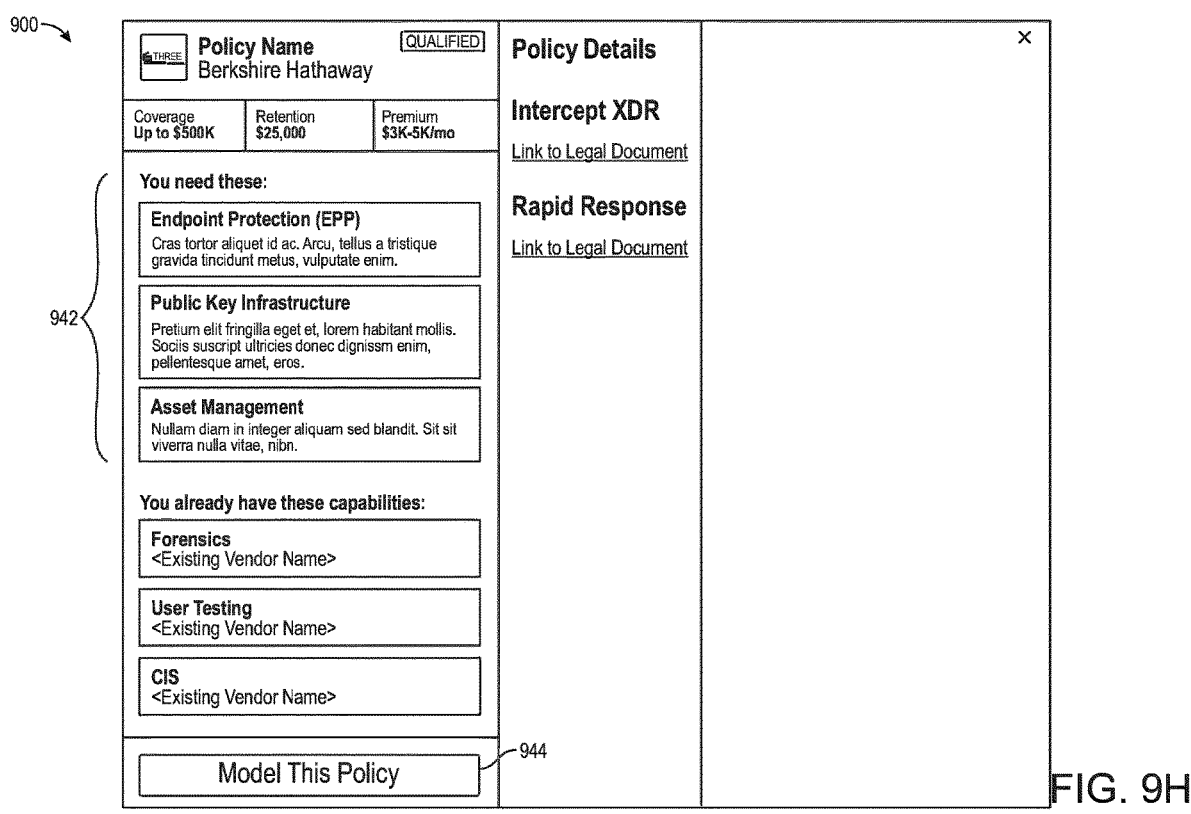 900
THREE
Policy Name
Berkshire Hathaway
QUALIFIED
Coverage
Up to $500K
Retention
$25,000
Premium
$3K-5K/mo
942
You need these:
Endpoint Protection (EPP)
Cras tortor aliquet id ac. Arcu, tellus a tristique
gravida tincidunt metus, vulputate enim.
Public Key Infrastructure
Pretium elit fringilla eget et, lorem habitant mollis.
Sociis suscript ultricies donec dignissm enim,
pellentesque amet, eros.
Asset Management
Nullam diam in integer aliquam sed blandit. Sit sit
viverra nulla vitae, nibn.
You already have these capabilities:
Forensics
<Existing Vendor Name>
User Testing
<Existing Vendor Name>
CIS
<Existing Vendor Name>
Model This Policy
944
Policy Details
Intercept XDR
Link to Legal Document
Rapid Response
Link to Legal Document
×
FIG. 9H